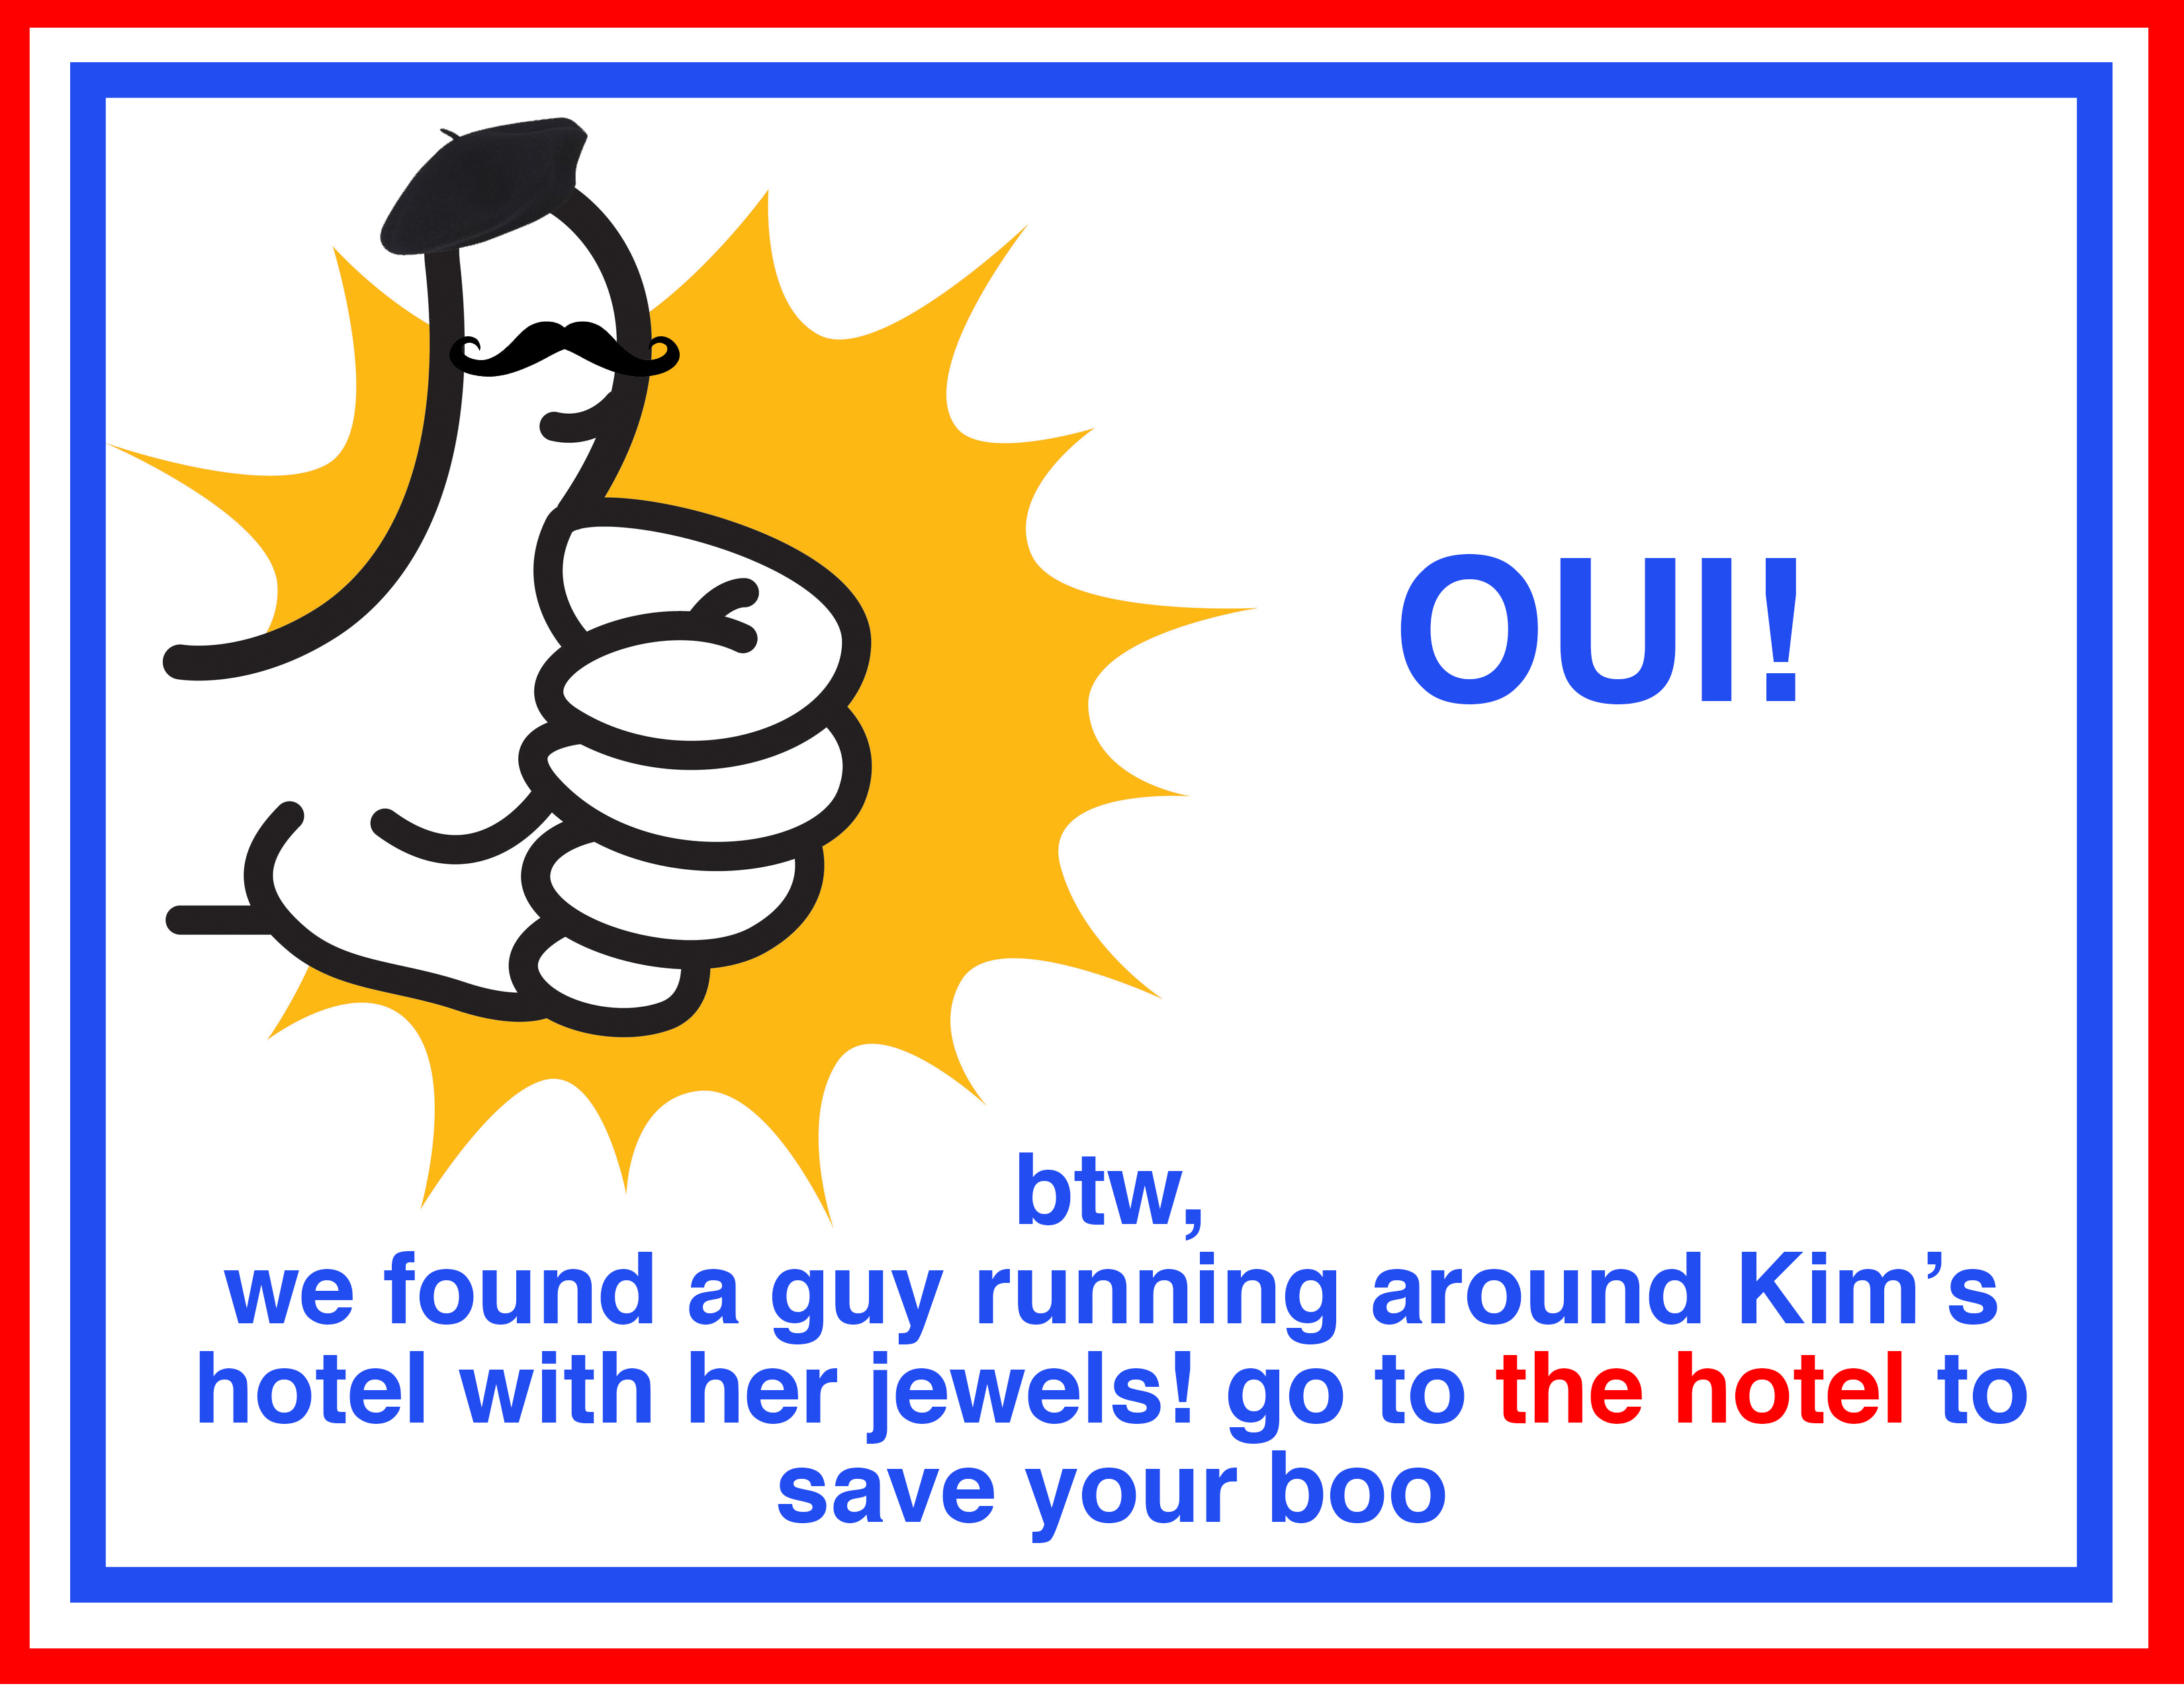 OUI!
btw,
we found a guy running around Kim’s
hotel with her jewels! go to the hotel to
save your boo